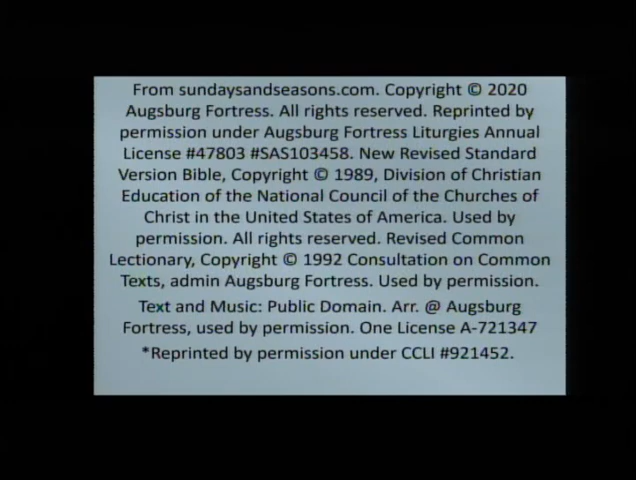 From sundaysandseasons.com. Copyright © 2020
Augsburg Fortress. All rights reserved. Reprinted by
permission under Augsburg Fortress Liturgies Annual
License #47803 #SAS103458. New Revised Standard
Version Bible, Copyright © 1989, Division of Christian
Education of the National Council of the Churches of
Christ in the United States of America. Used by
permission. All rights reserved. Revised Common
Lectionary, Copyright © 1992 Consultation on Common
Texts, admin Augsburg Fortress. Used by permission.
Text and Music: Public Domain. Arr. @ Augsburg
Fortress, used by permission. One License A-721347
*Reprinted by permission under CCLI #921452.